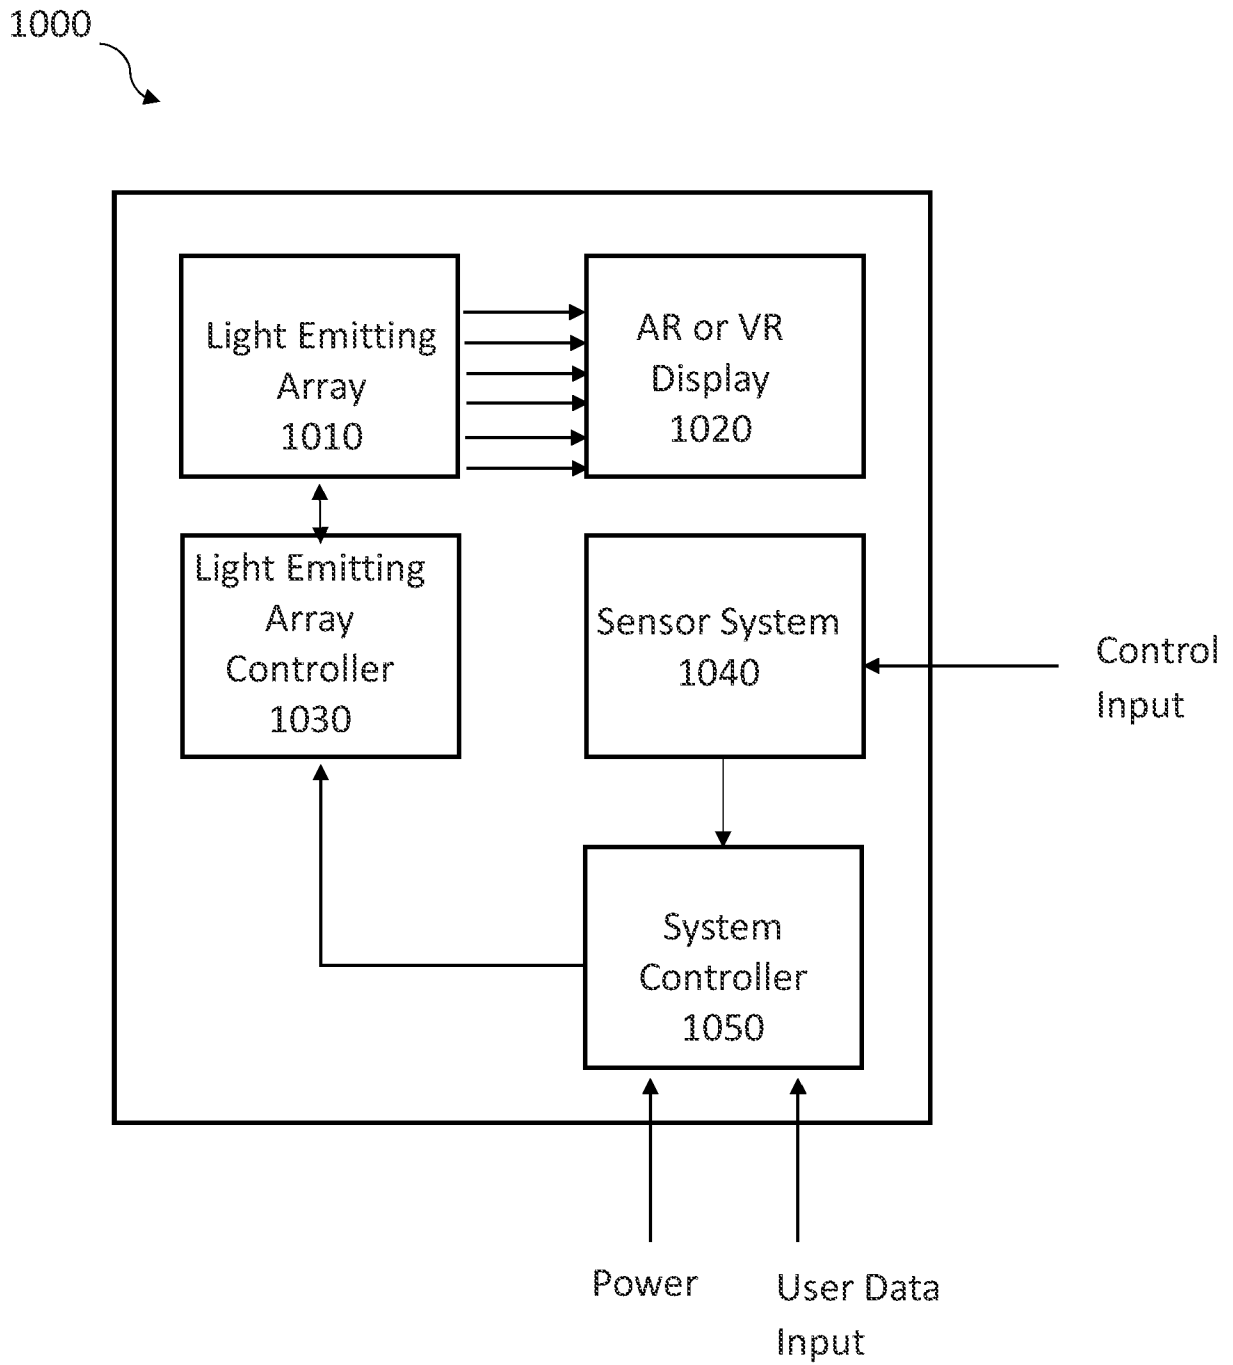 1000
Light Emitting
Array
1010
AR or VR
Display
1020
Light Emitting
Array
Controller
1030
Sensor System
1040
Control
Input
System
Controller
1050
Power
User Data
Input